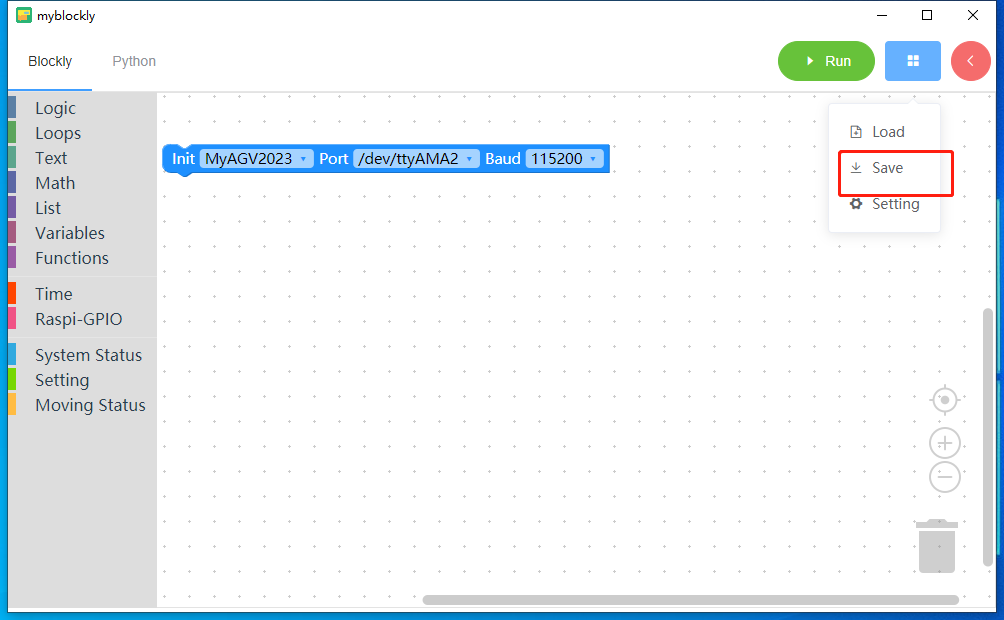 myblockly
Blockly Python Run
Logic
Loops
Text
Math
List
Variables
Functions
Time
Raspi-GPIO
System Status
Setting
Moving Status
Init MyAGV2023 Port /dev/ttyAMA2 Baud 115200
Load
Save
Setting